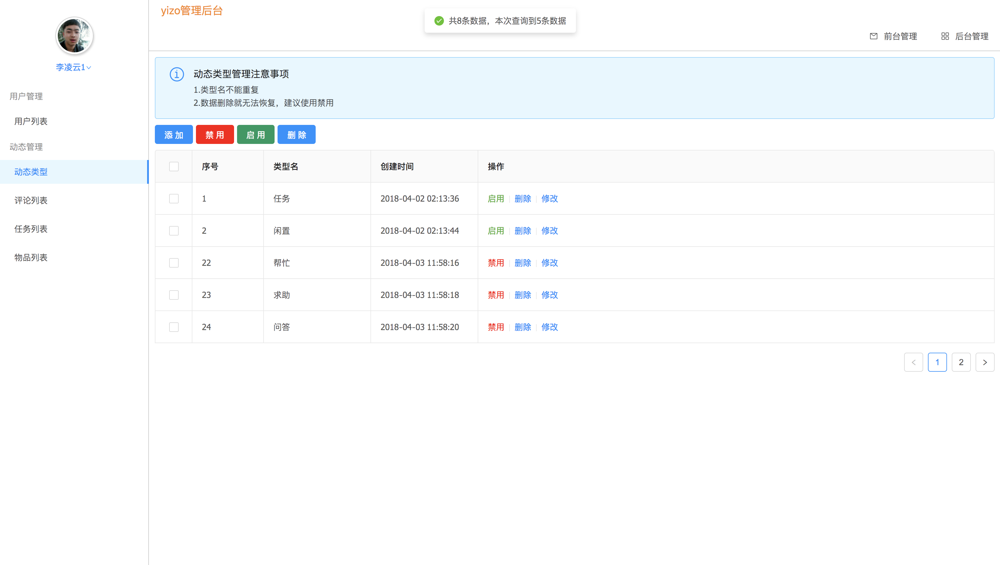 yizo管理后台
共8条数据，本次查询到5条数据
前台管理 后台管理
李凌云1
用户管理
用户列表
动态管理
动态类型
评论列表
任务列表
物品列表
动态类型管理注意事项
1.类型名不能重复
2.数据删除就无法恢复，建议使用禁用
添 加 禁 用 启 用 删 除
序号 类型名 创建时间 操作
1 任务 2018-04-02 02:13:36 启用 删除 修改
2 闲置 2018-04-02 02:13:44 启用 删除 修改
22 帮忙 2018-04-03 11:58:16 禁用 删除 修改
23 求助 2018-04-03 11:58:18 禁用 删除 修改
24 问答 2018-04-03 11:58:20 禁用 删除 修改
< 1 2 >